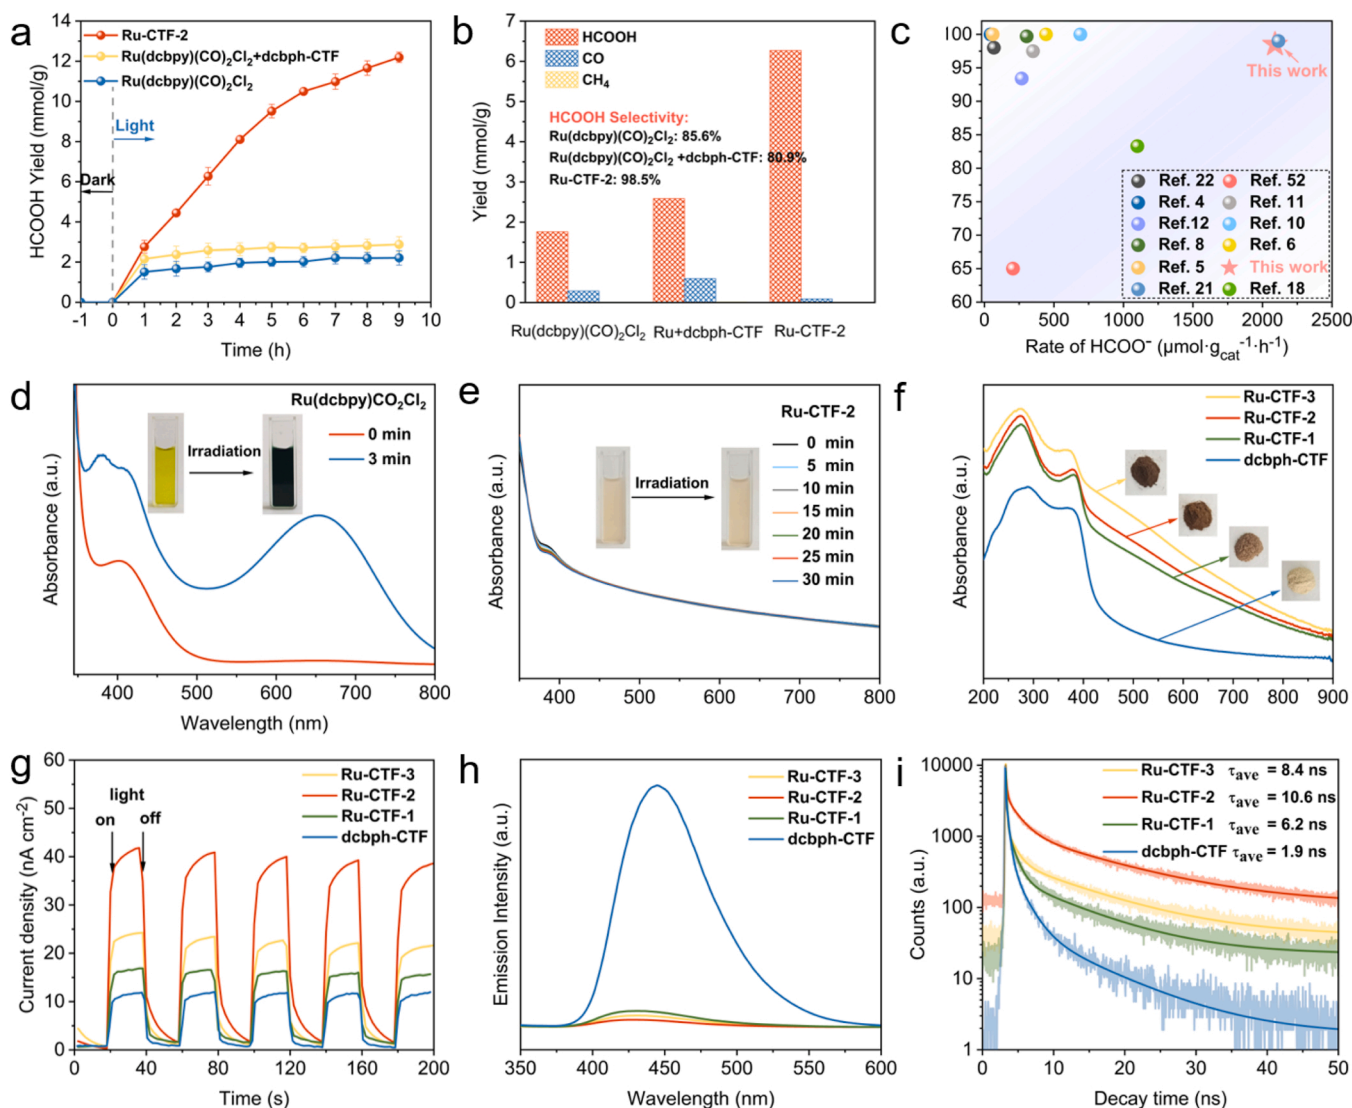 a
HCOOH Yield (mmol/g)
14
12
10
8
6
4
2
0
Ru-CTF-2
Ru(dcbpy)(CO)₂Cl₂+dcbph-CTF
Ru(dcbpy)(CO)₂Cl₂
Light
Dark
-1 0 1 2 3 4 5 6 7 8 9 10
Time (h)
b
Yield (mmol/g)
7
6
5
4
3
2
1
0
HCOOH
CO
CH₄
HCOOH Selectivity:
Ru(dcbpy)(CO)₂Cl₂: 85.6%
Ru(dcbpy)(CO)₂Cl₂ +dcbph-CTF: 80.9%
Ru-CTF-2: 98.5%
Ru(dcbpy)(CO)₂Cl₂ Ru+dcbph-CTF Ru-CTF-2
c
100
95
90
85
80
75
70
65
60
This work
Ref. 22 Ref. 52
Ref. 4 Ref. 11
Ref.12 Ref. 10
Ref. 8 Ref. 6
Ref. 5 This work
Ref. 21 Ref. 18
0 500 1000 1500 2000 2500
Rate of HCOO⁻ (μmol·g_cat⁻¹·h⁻¹)
d
Absorbance (a.u.)
Ru(dcbpy)CO₂Cl₂
0 min
3 min
Irradiation
400 500 600 700 800
Wavelength (nm)
e
Absorbance (a.u.)
Ru-CTF-2
0 min
5 min
10 min
15 min
20 min
25 min
30 min
Irradiation
400 500 600 700 800
f
Absorbance (a.u.)
Ru-CTF-3
Ru-CTF-2
Ru-CTF-1
dcbph-CTF
200 300 400 500 600 700 800 900
g
Current density (nA cm⁻²)
60
50
40
30
20
10
0
Ru-CTF-3
Ru-CTF-2
Ru-CTF-1
dcbph-CTF
light
on off
0 40 80 120 160 200
Time (s)
h
Emission Intensity (a.u.)
Ru-CTF-3
Ru-CTF-2
Ru-CTF-1
dcbph-CTF
350 400 450 500 550 600
Wavelength (nm)
i
Counts (a.u.)
10000
1000
100
10
1
Ru-CTF-3 τ_ave = 8.4 ns
Ru-CTF-2 τ_ave = 10.6 ns
Ru-CTF-1 τ_ave = 6.2 ns
dcbph-CTF τ_ave = 1.9 ns
0 10 20 30 40 50
Decay time (ns)